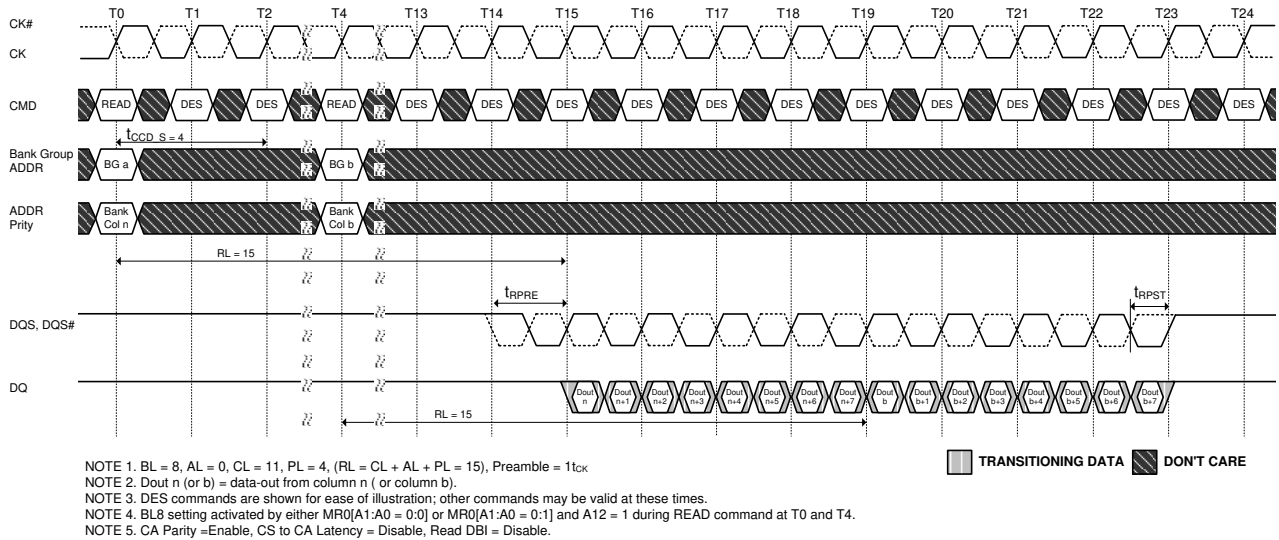 T0 T1 T2 T4 T13 T14 T15 T16 T17 T18 T19 T20 T21 T22 T23 T24
CK#
CK
CMD
READ DES DES READ DES DES DES DES DES DES DES DES DES DES DES DES
tCCD_S = 4
Bank Group
ADDR
BG a BG b
ADDR
Prity
Bank
Col n
Bank
Col b
RL = 15
tRPRE
tRPST
DQS, DQS#
DQ
Dout
n
Dout
n+1
Dout
n+2
Dout
n+3
Dout
n+4
Dout
n+5
Dout
n+6
Dout
n+7
Dout
b
Dout
b+1
Dout
b+2
Dout
b+3
Dout
b+4
Dout
b+5
Dout
b+6
Dout
b+7
RL = 15
TRANSITIONING DATA DON'T CARE
NOTE 1. BL = 8, AL = 0, CL = 11, PL = 4, (RL = CL + AL + PL = 15), Preamble = 1tCK
NOTE 2. Dout n (or b) = data-out from column n ( or column b).
NOTE 3. DES commands are shown for ease of illustration; other commands may be valid at these times.
NOTE 4. BL8 setting activated by either MR0[A1:A0 = 0:0] or MR0[A1:A0 = 0:1] and A12 = 1 during READ command at T0 and T4.
NOTE 5. CA Parity =Enable, CS to CA Latency = Disable, Read DBI = Disable.